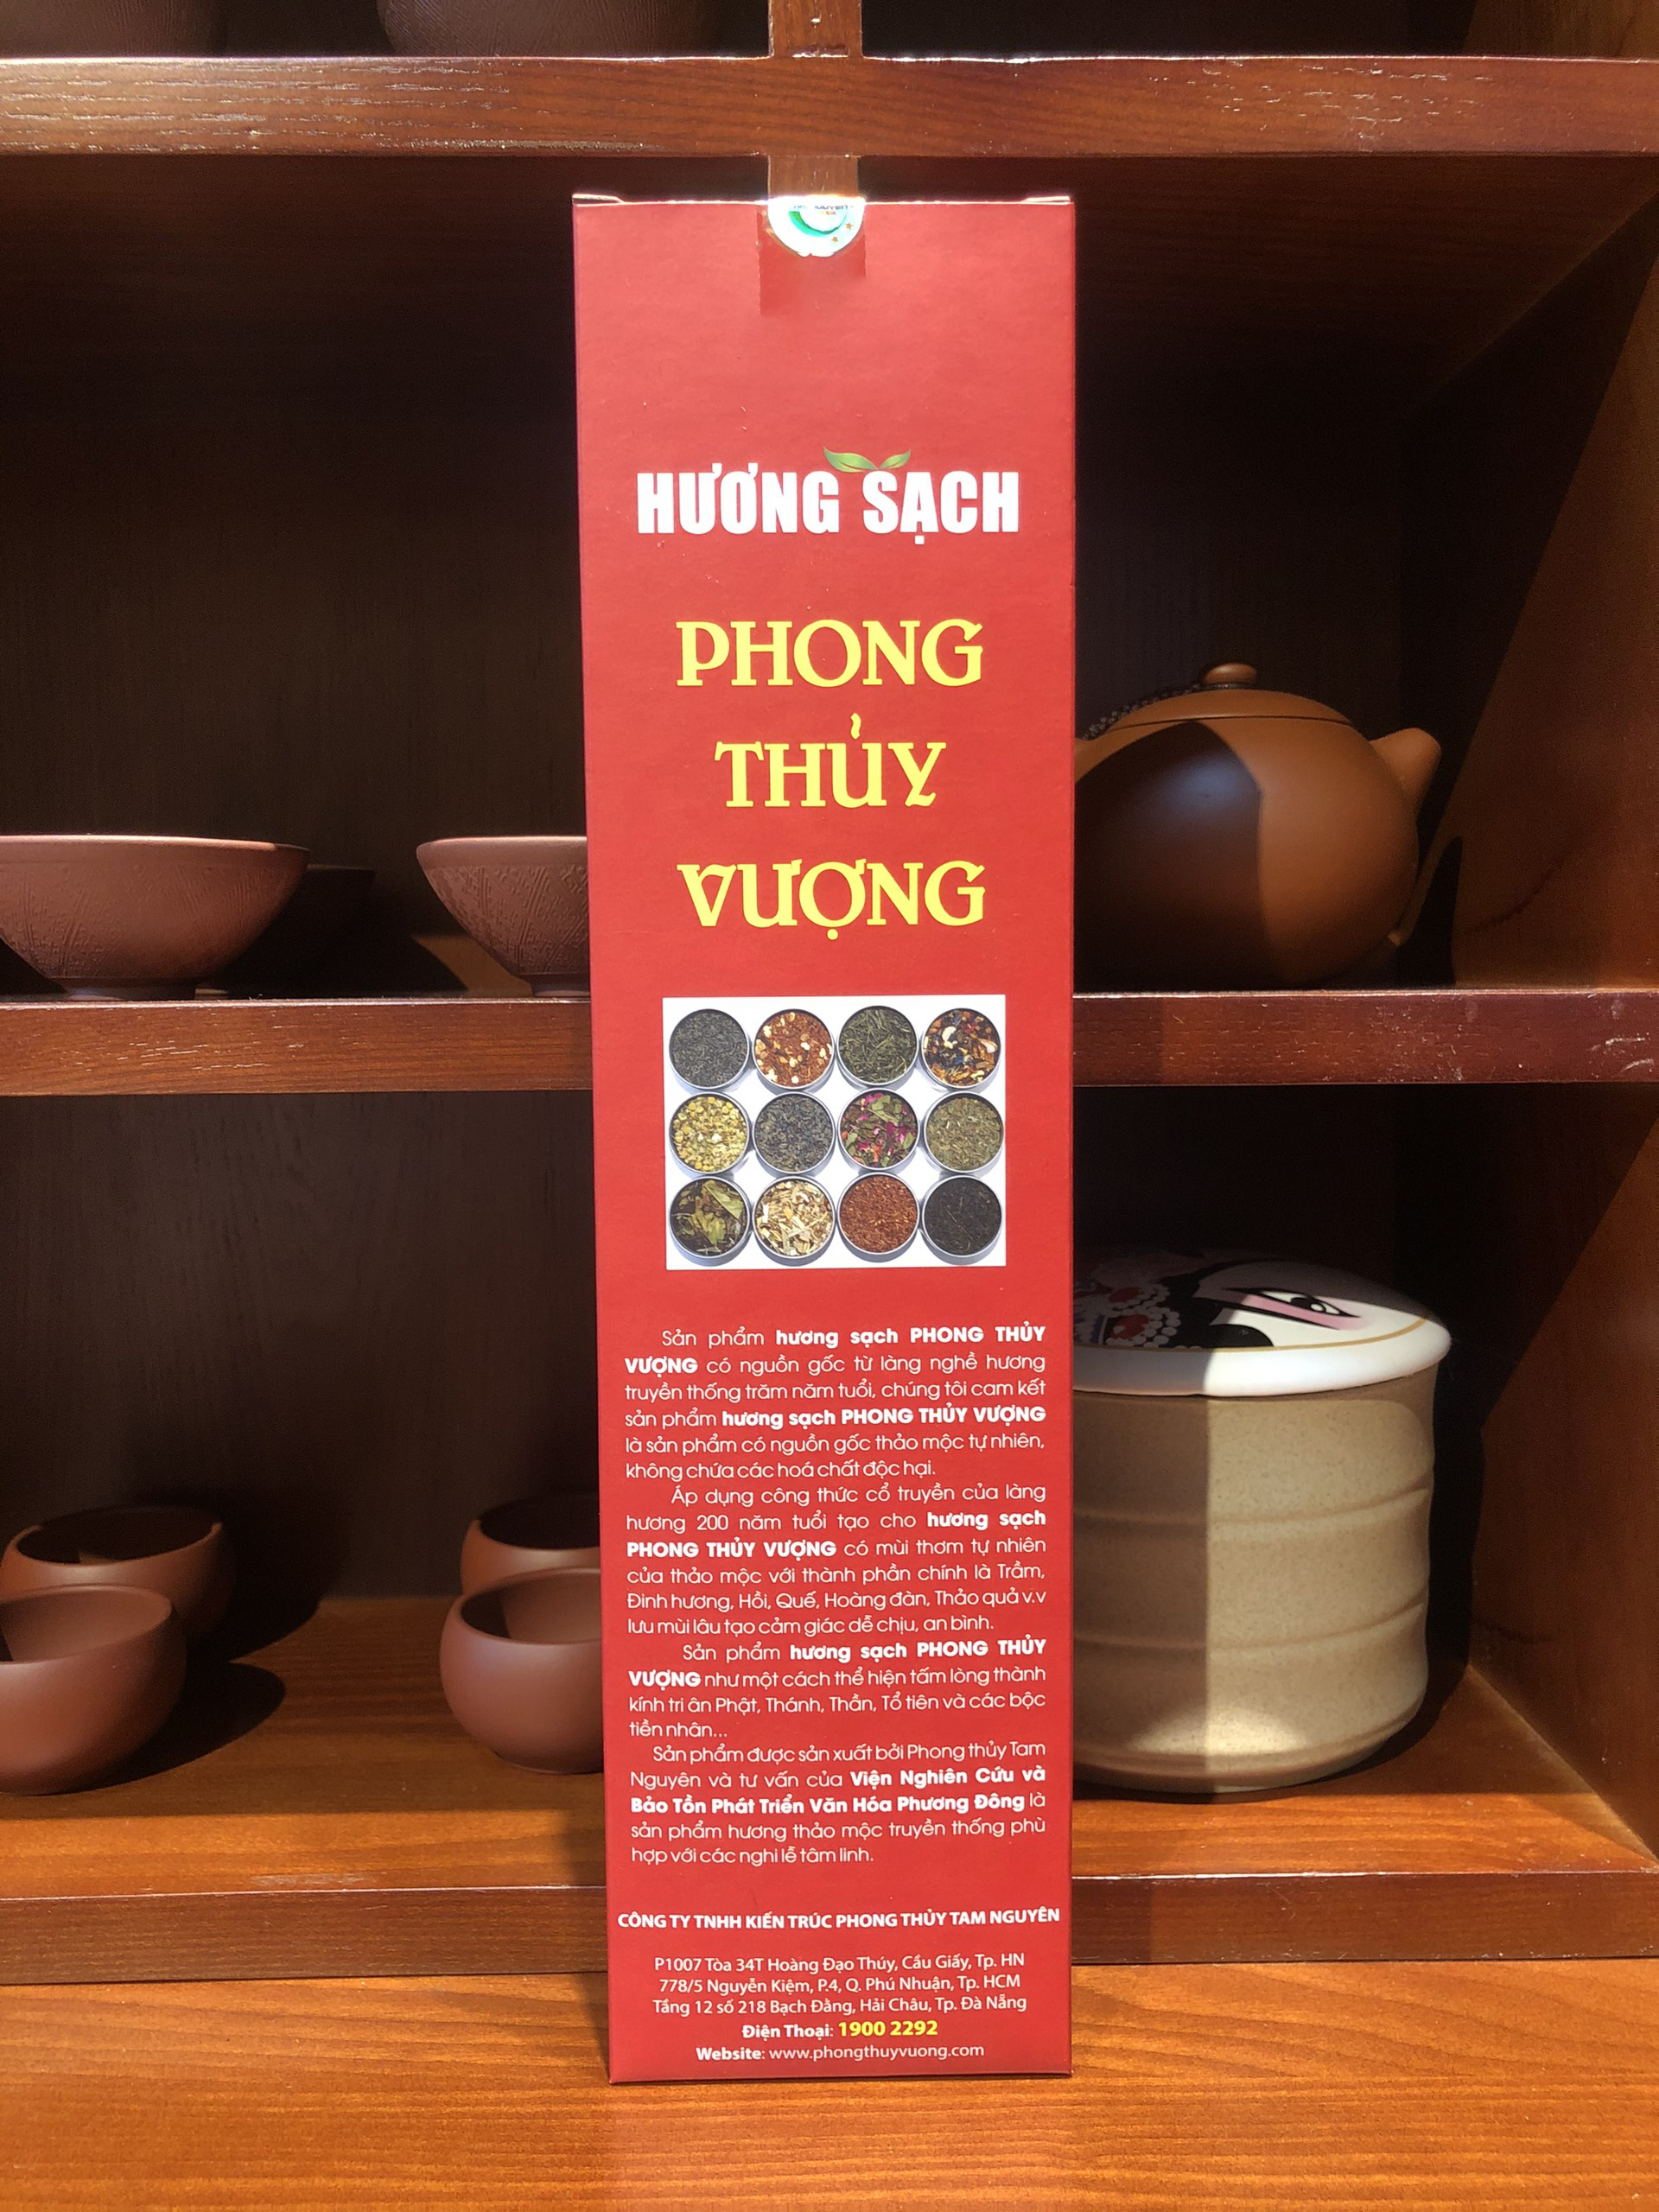 HƯƠNG SẠCH
PHONG
THỦY
VƯỢNG
Sản phẩm hương sạch PHONG THỦY
VƯỢNG có nguồn gốc từ làng nghề hương
truyền thống trăm năm tuổi, chúng tôi cam kết
sản phẩm hương sạch PHONG THỦY VƯỢNG
là sản phẩm có nguồn gốc thảo mộc tự nhiên,
không chứa các hoá chất độc hại.
Áp dụng công thức cổ truyền của làng
hương 200 năm tuổi tạo cho hương sạch
PHONG THỦY VƯỢNG có mùi thơm tự nhiên
của thảo mộc với thành phần chính là Trầm,
Đinh hương, Hồi, Quế, Hoàng đàn, Thảo quả v.v
lưu mùi lâu tạo cảm giác dễ chịu, an bình.
Sản phẩm hương sạch PHONG THỦY
VƯỢNG như một cách thể hiện tấm lòng thành
kính tri ân Phật, Thánh, Thần, Tổ tiên và các bộc
tiền nhân...
Sản phẩm được sản xuất bởi Phong thủy Tam
Nguyên và tư vấn của Viện Nghiên Cứu và
Bảo Tồn Phát Triển Văn Hóa Phương Đông là
sản phẩm hương thảo mộc truyền thống phù
hợp với các nghi lễ tâm linh.
CÔNG TY TNHH KIẾN TRÚC PHONG THỦY TAM NGUYÊN
P1007 Tòa 34T Hoàng Đạo Thúy, Cầu Giấy, Tp. HN
778/5 Nguyễn Kiệm, P.4, Q. Phú Nhuận, Tp. HCM
Tầng 12 số 218 Bạch Đằng, Hải Châu, Tp. Đà Nẵng
Điện Thoại: 1900 2292
Website: www.phongthuyvuong.com